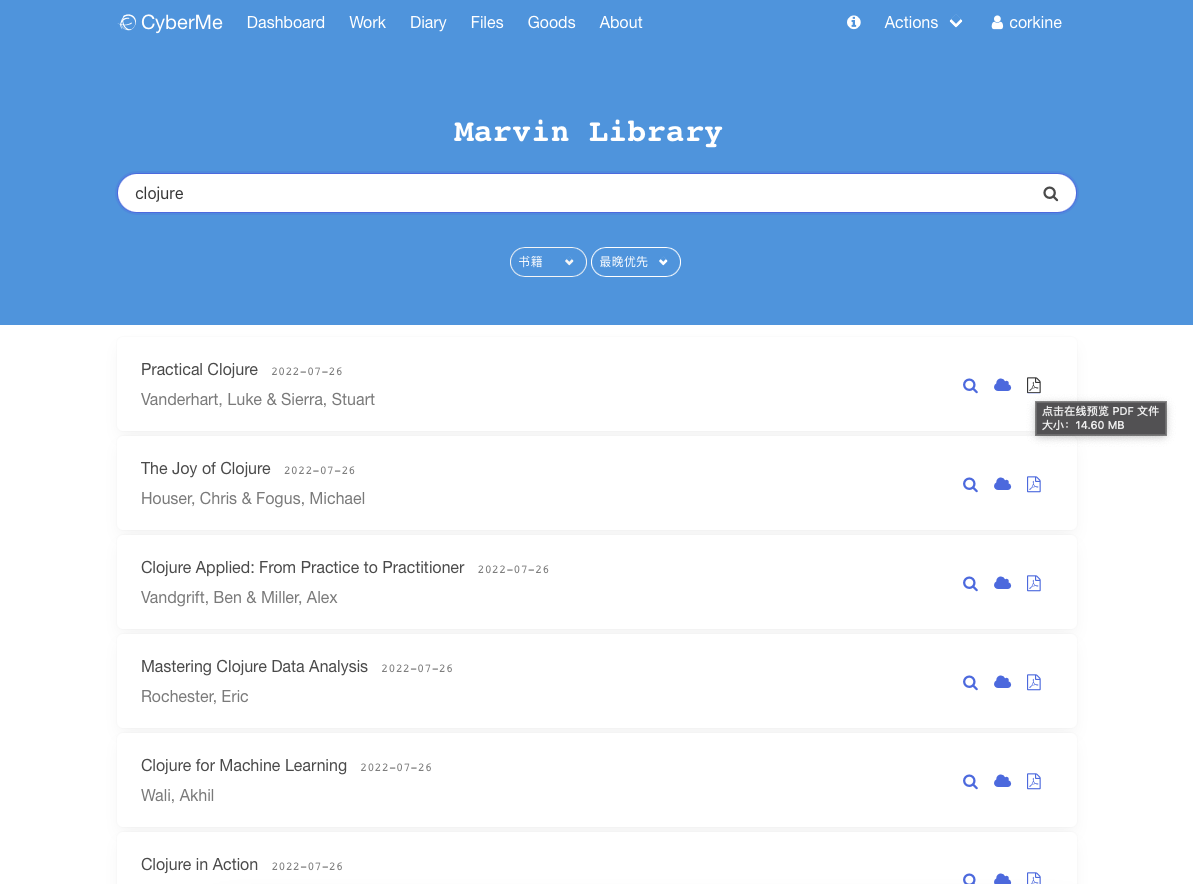 CyberMe Dashboard Work Diary Files Goods About Actions corkine
Marvin Library
clojure
书籍 最晚优先
Practical Clojure 2022-07-26
Vanderhart, Luke & Sierra, Stuart
点击在线预览 PDF 文件
大小：14.60 MB
The Joy of Clojure 2022-07-26
Houser, Chris & Fogus, Michael
Clojure Applied: From Practice to Practitioner 2022-07-26
Vandgrift, Ben & Miller, Alex
Mastering Clojure Data Analysis 2022-07-26
Rochester, Eric
Clojure for Machine Learning 2022-07-26
Wali, Akhil
Clojure in Action 2022-07-26